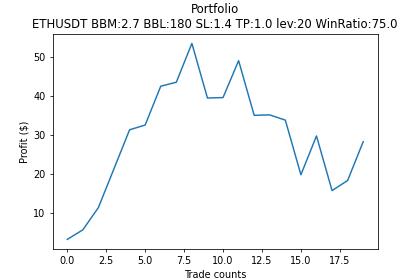 Portfolio
ETHUSDT BBM:2.7 BBL:180 SL:1.4 TP:1.0 lev:20 WinRatio:75.0
50
40
30
20
10
Profit ($)
0.0 2.5 5.0 7.5 10.0 12.5 15.0 17.5
Trade counts